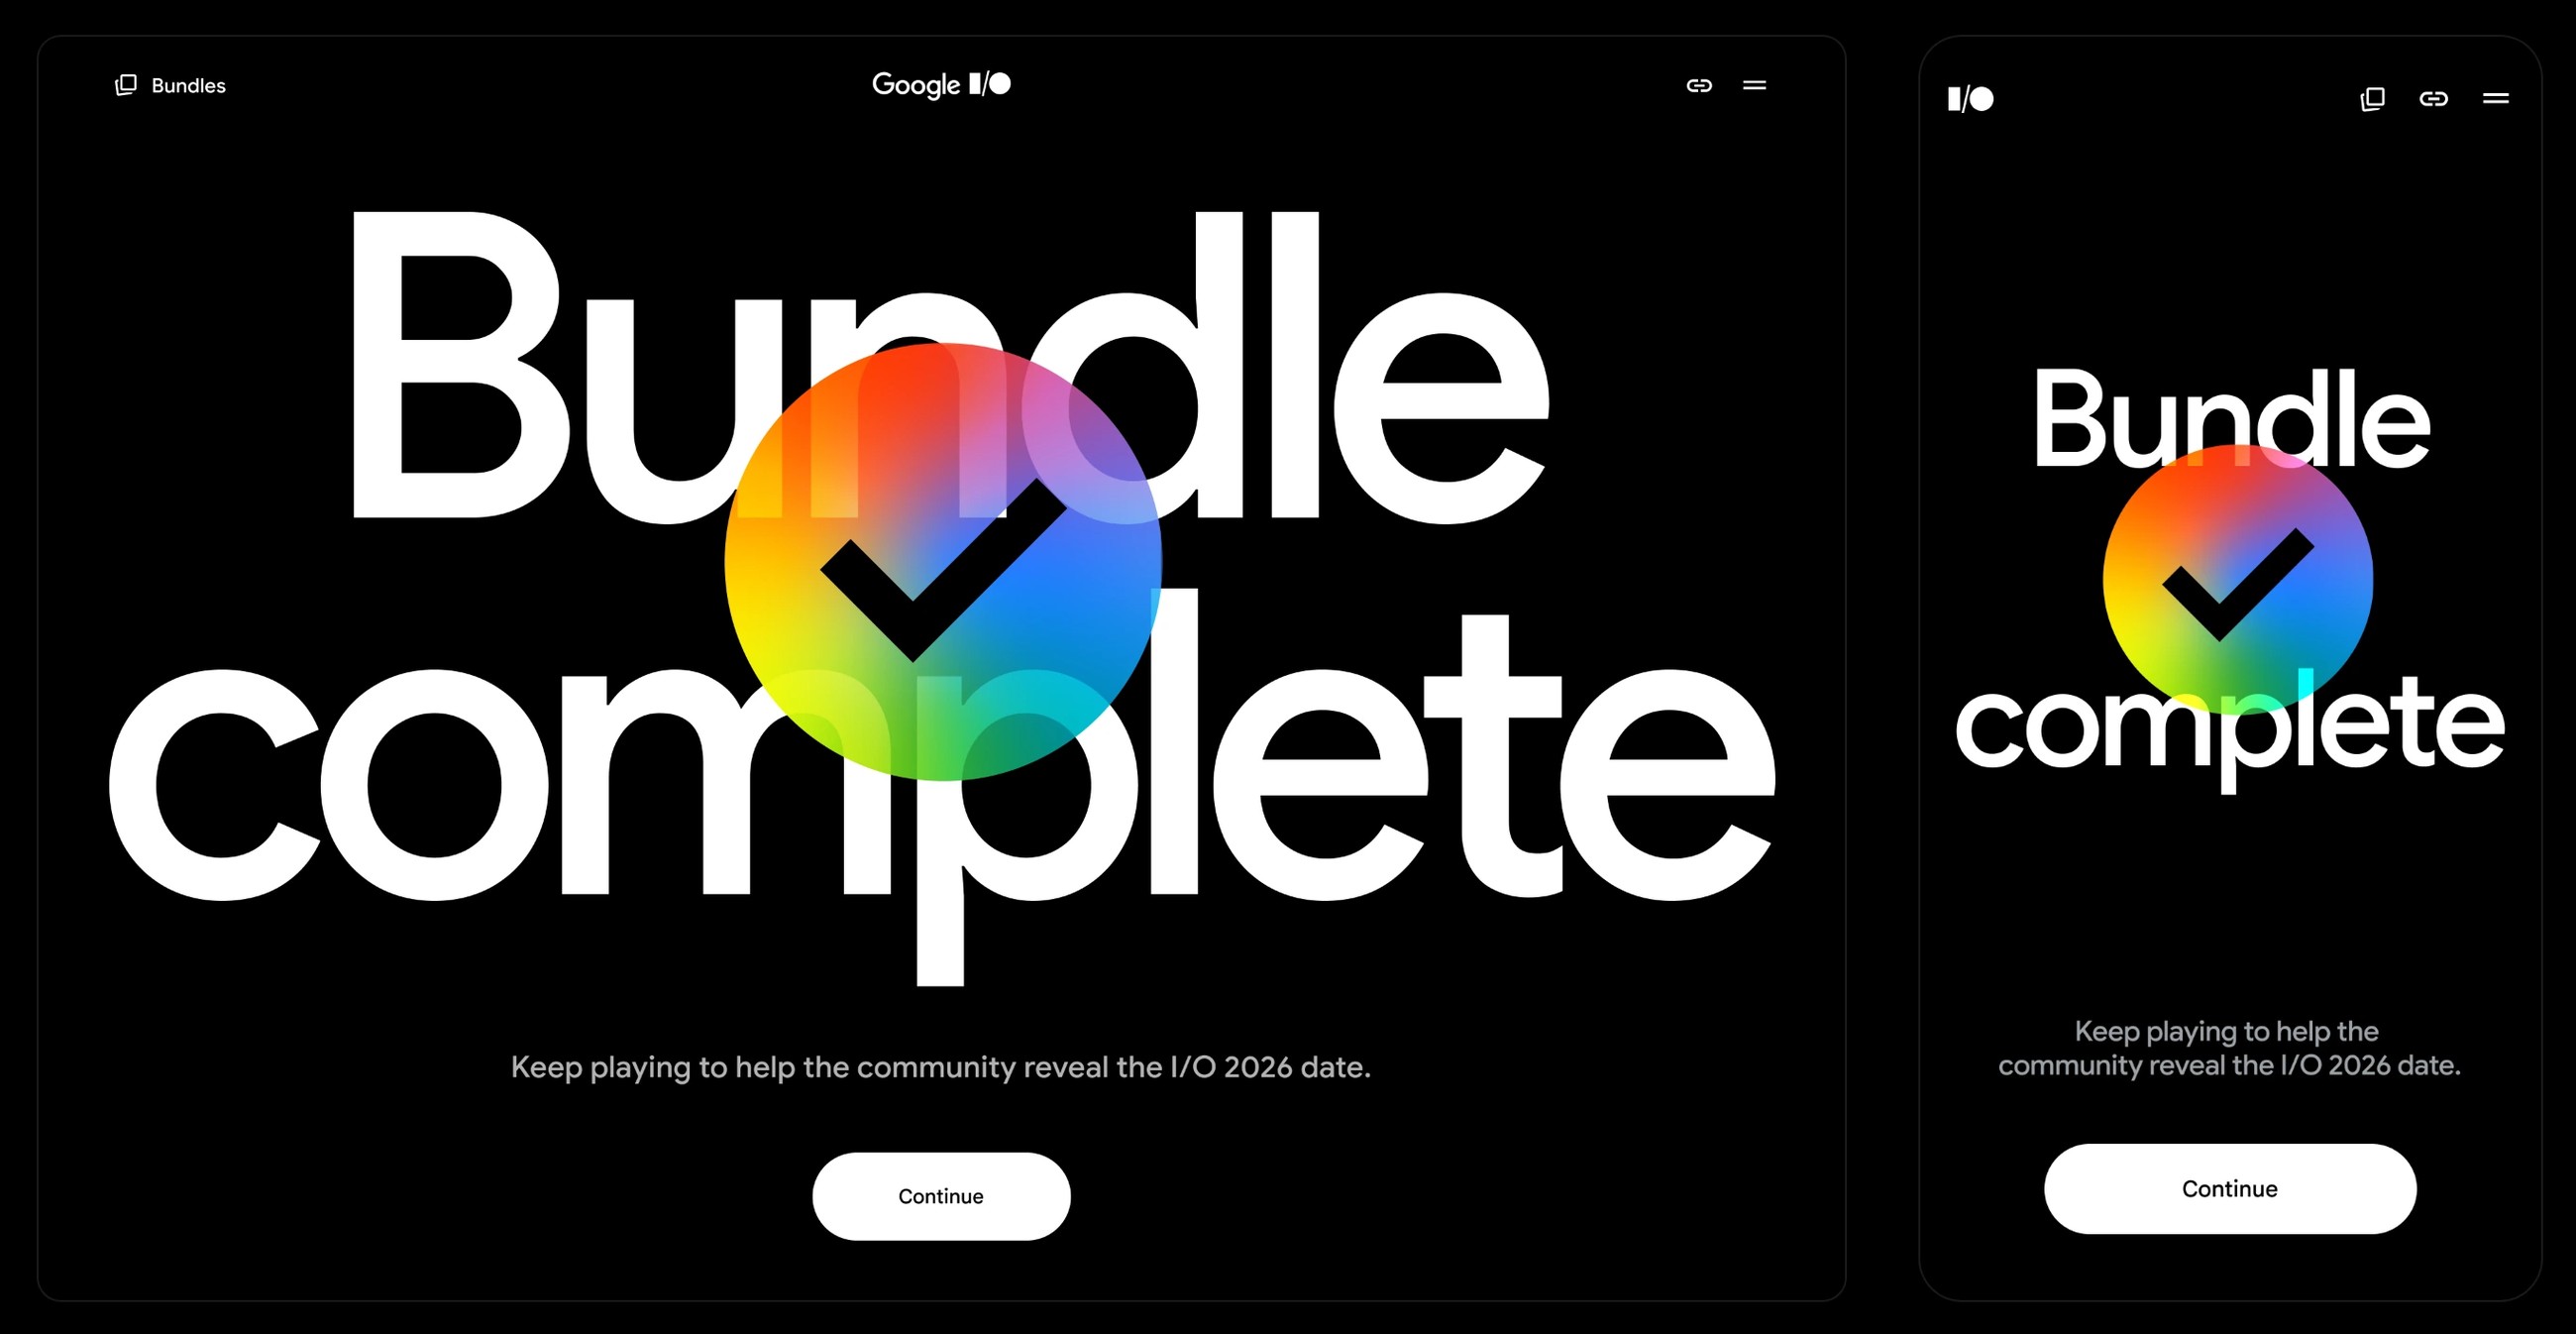 Bundles
Google I/O
Bundle
complete
Keep playing to help the community reveal the I/O 2026 date.
Continue
I/O
Bundle
complete
Keep playing to help the
community reveal the I/O 2026 date.
Continue